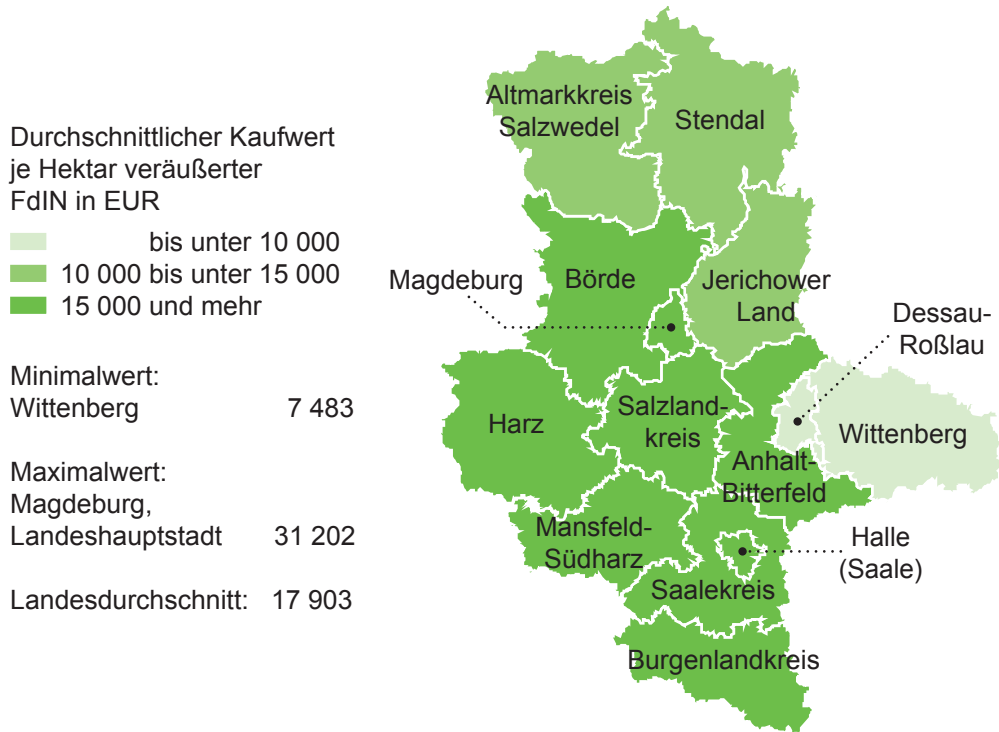 Durchschnittlicher Kaufwert
je Hektar veräußerter
FdlN in EUR
bis unter 10 000
10 000 bis unter 15 000
15 000 und mehr
Minimalwert:
Wittenberg 7 483
Maximalwert:
Magdeburg,
Landeshauptstadt 31 202
Landesdurchschnitt: 17 903
Altmarkkreis
Salzwedel
Stendal
Magdeburg
Börde
Jerichower
Land
Dessau-
Roßlau
Harz
Salzland-
kreis
Wittenberg
Anhalt-
Bitterfeld
Mansfeld-
Südharz
Halle
(Saale)
Saalekreis
Burgenlandkreis